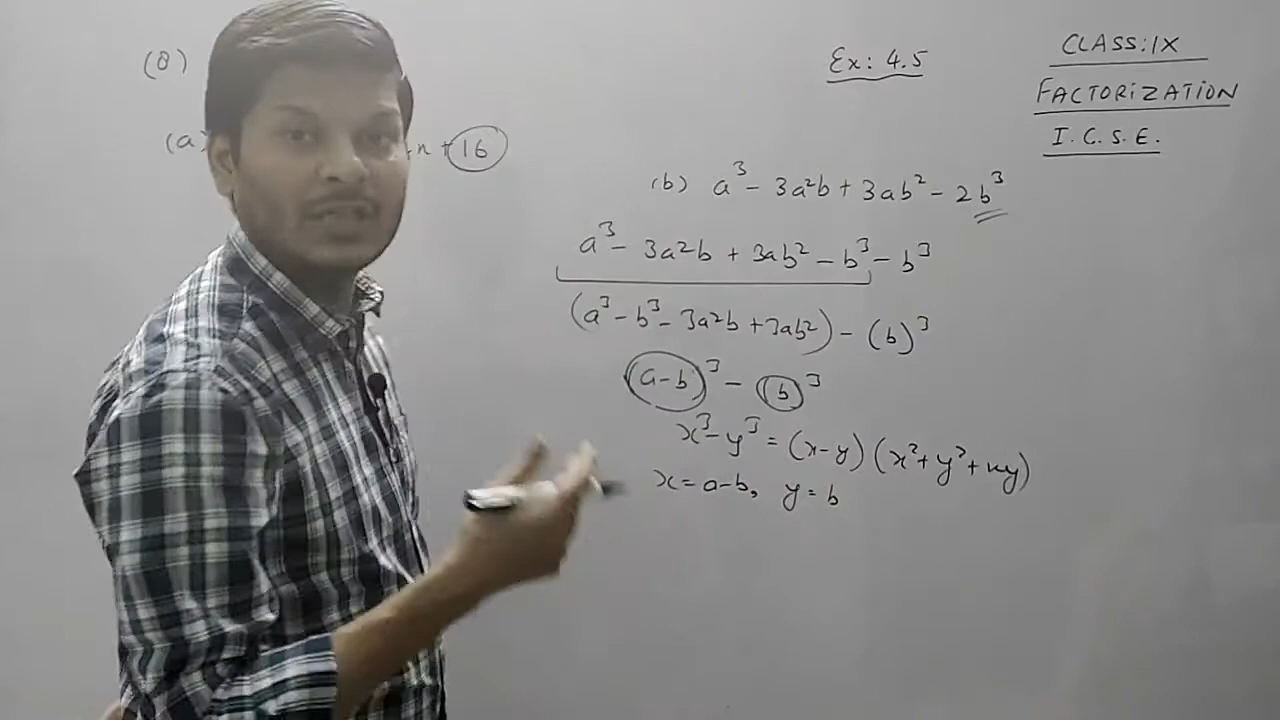 (8)
Ex: 4.5
CLASS: IX
FACTORIZATION
I.C.S.E.
(a) x + 16
(b) a³ - 3a²b + 3ab² - 2b³
a³ - 3a²b + 3ab² - b³ - b³
(a³ - b³ - 3a²b + 3ab²) - (b)³
(a-b)³ - (b)³
x³ - y³ = (x-y) (x² + y² + xy)
x = a-b, y = b